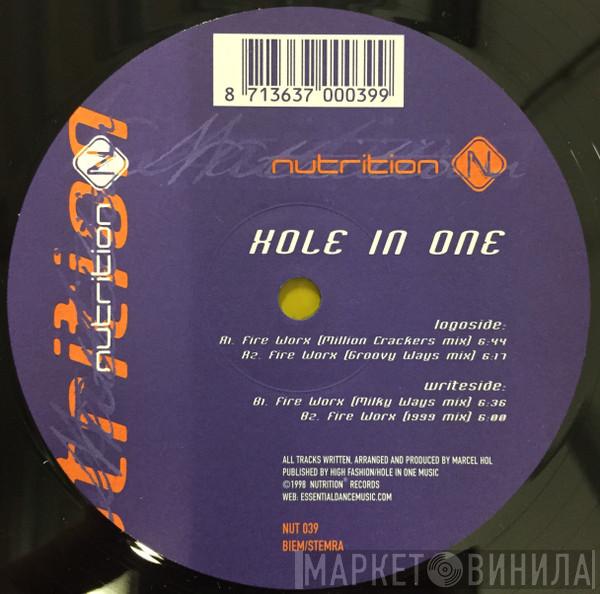 8 713637 000399
nutrition N
nutrition N
HOLE IN ONE
logoside:
A1. Fire Worx (Million Crackers mix) 6:44
A2. Fire Worx (Groovy Ways mix) 6:17
writeside:
B1. Fire Worx (Milky Ways mix) 6:36
B2. Fire Worx (1999 mix) 6:00
ALL TRACKS WRITTEN, ARRANGED AND PRODUCED BY MARCEL HOL
PUBLISHED BY HIGH FASHION/HOLE IN ONE MUSIC
©1998 NUTRITION® RECORDS
WEB: ESSENTIALDANCEMUSIC.COM
NUT 039
BIEM/STEMRA
МАРКЕТ ВИНИЛА